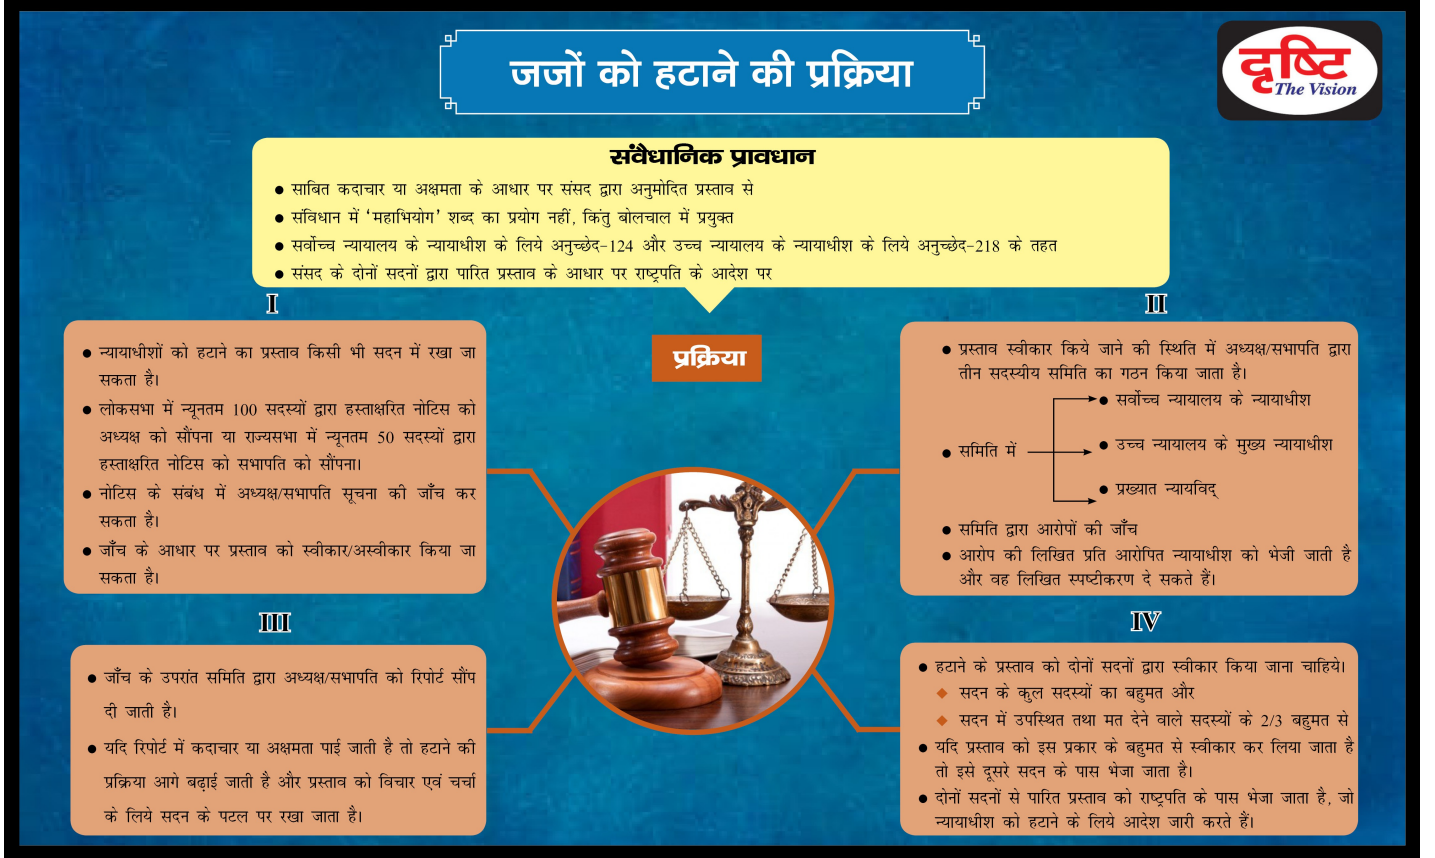 जजों को हटाने की प्रक्रिया
दृष्टि
The Vision
संवैधानिक प्रावधान
● साबित कदाचार या अक्षमता के आधार पर संसद द्वारा अनुमोदित प्रस्ताव से
● संविधान में ‘महाभियोग’ शब्द का प्रयोग नहीं, किंतु बोलचाल में प्रयुक्त
● सर्वोच्च न्यायालय के न्यायाधीश के लिये अनुच्छेद-124 और उच्च न्यायालय के न्यायाधीश के लिये अनुच्छेद-218 के तहत
● संसद के दोनों सदनों द्वारा पारित प्रस्ताव के आधार पर राष्ट्रपति के आदेश पर
प्रक्रिया
I
● न्यायाधीशों को हटाने का प्रस्ताव किसी भी सदन में रखा जा
सकता है।
● लोकसभा में न्यूनतम 100 सदस्यों द्वारा हस्ताक्षरित नोटिस को
अध्यक्ष को सौंपना या राज्यसभा में न्यूनतम 50 सदस्यों द्वारा
हस्ताक्षरित नोटिस को सभापति को सौंपना।
● नोटिस के संबंध में अध्यक्ष/सभापति सूचना की जाँच कर
सकता है।
● जाँच के आधार पर प्रस्ताव को स्वीकार/अस्वीकार किया जा
सकता है।
II
● प्रस्ताव स्वीकार किये जाने की स्थिति में अध्यक्ष/सभापति द्वारा
तीन सदस्यीय समिति का गठन किया जाता है।
● समिति में
● सर्वोच्च न्यायालय के न्यायाधीश
● उच्च न्यायालय के मुख्य न्यायाधीश
● प्रख्यात न्यायविद्
● समिति द्वारा आरोपों की जाँच
● आरोप की लिखित प्रति आरोपित न्यायाधीश को भेजी जाती है
और वह लिखित स्पष्टीकरण दे सकते हैं।
III
● जाँच के उपरांत समिति द्वारा अध्यक्ष/सभापति को रिपोर्ट सौंप
दी जाती है।
● यदि रिपोर्ट में कदाचार या अक्षमता पाई जाती है तो हटाने की
प्रक्रिया आगे बढ़ाई जाती है और प्रस्ताव को विचार एवं चर्चा
के लिये सदन के पटल पर रखा जाता है।
IV
● हटाने के प्रस्ताव को दोनों सदनों द्वारा स्वीकार किया जाना चाहिये।
◆ सदन के कुल सदस्यों का बहुमत और
◆ सदन में उपस्थित तथा मत देने वाले सदस्यों के 2/3 बहुमत से
● यदि प्रस्ताव को इस प्रकार के बहुमत से स्वीकार कर लिया जाता है
तो इसे दूसरे सदन के पास भेजा जाता है।
● दोनों सदनों से पारित प्रस्ताव को राष्ट्रपति के पास भेजा जाता है, जो
न्यायाधीश को हटाने के लिये आदेश जारी करते हैं।